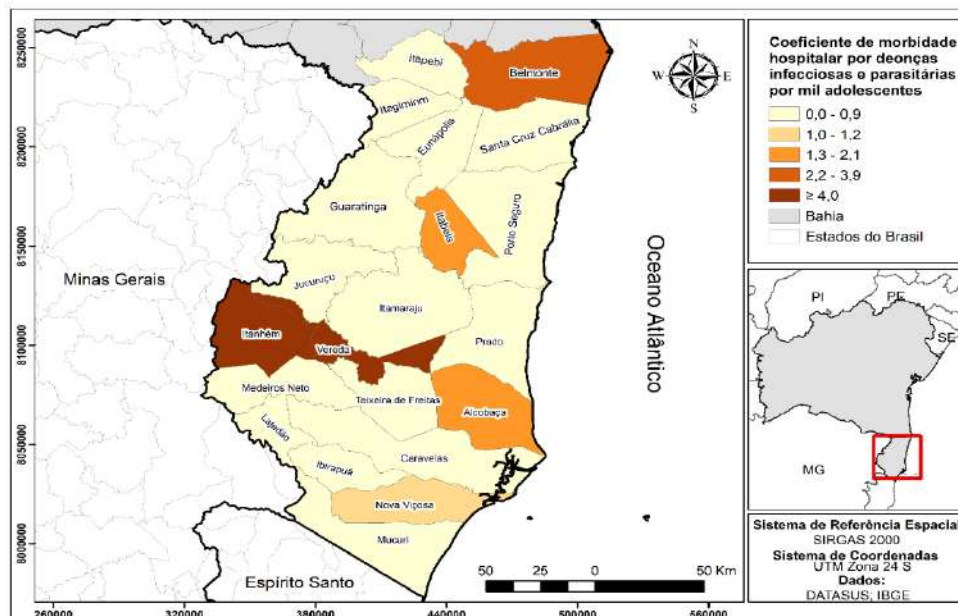 Coeficiente de morbidade
hospitalar por deonças
infecciosas e parasitárias
por mil adolescentes
0,0 - 0,9
1,0 - 1,2
1,3 - 2,1
2,2 - 3,9
≥ 4,0
Bahia
Estados do Brasil
N
W E
S
Itapebi
Belmonte
Itagimirim
Eunápolis
Santa Cruz Cabrália
Guaratinga
Itabela
Porto Seguro
Minas Gerais
Jucuruçu
Itamaraju
Oceano Atlântico
Itanhém
Vereda
Prado
Medeiros Neto
Teixeira de Freitas
Alcobaça
Lajedão
Caravelas
Ibirapuã
Nova Viçosa
Mucuri
Espírito Santo
50 25 0 50 Km
8250000
8200000
8150000
8100000
8050000
8000000
260000 320000 380000 440000 500000 560000
PI
PE
SE
MG
Sistema de Referência Espacial
SIRGAS 2000
Sistema de Coordenadas
UTM Zona 24 S
Dados:
DATASUS; IBGE